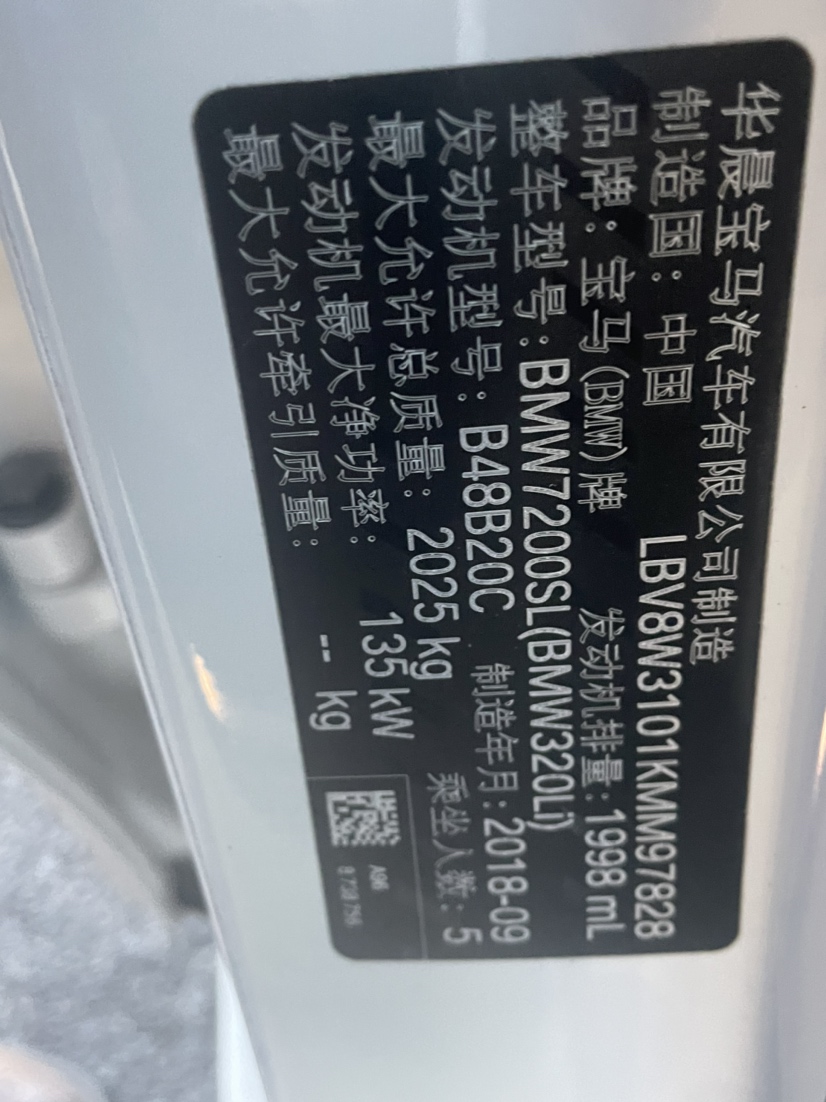 华晨宝马汽车有限公司制造
制造国：中国 LBV8W3101KMM97828
品牌：宝马(BMW)牌 发动机排量：1998 mL
整车型号：BMW7200SL(BMW320Li)
发动机型号：B48B20C 制造年月：2018-09
最大允许总质量：2025 kg 乘坐人数：5
发动机最大净功率：135 kW
最大允许牵引质量：-- kg
A96